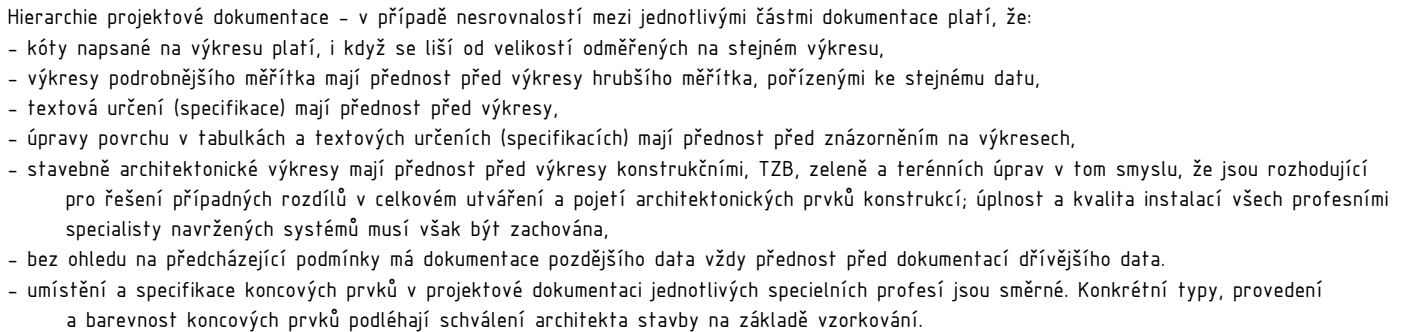 Hierarchie projektové dokumentace - v případě nesrovnalostí mezi jednotlivými částmi dokumentace platí, že:
- kóty napsané na výkresu platí, i když se liší od velikostí odměřených na stejném výkresu,
- výkresy podrobnějšího měřítka mají přednost před výkresy hrubšího měřítka, pořízenými ke stejnému datu,
- textová určení (specifikace) mají přednost před výkresy,
- úpravy povrchu v tabulkách a textových určeních (specifikacích) mají přednost před znázorněním na výkresech,
- stavebně architektonické výkresy mají přednost před výkresy konstrukčními, TZB, zeleně a terénních úprav v tom smyslu, že jsou rozhodující
pro řešení případných rozdílů v celkovém utváření a pojetí architektonických prvků konstrukcí; úplnost a kvalita instalací všech profesními
specialisty navržených systémů musí však být zachována,
- bez ohledu na předcházející podmínky má dokumentace pozdějšího data vždy přednost před dokumentací dřívějšího data.
- umístění a specifikace koncových prvků v projektové dokumentaci jednotlivých specielních profesí jsou směrné. Konkrétní typy, provedení
a barevnost koncových prvků podléhají schválení architekta stavby na základě vzorkování.